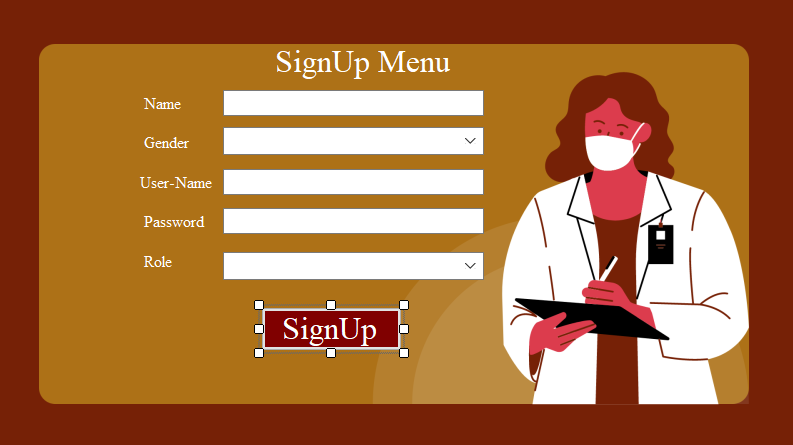 SignUp Menu
Name
Gender
User-Name
Password
Role
SignUp